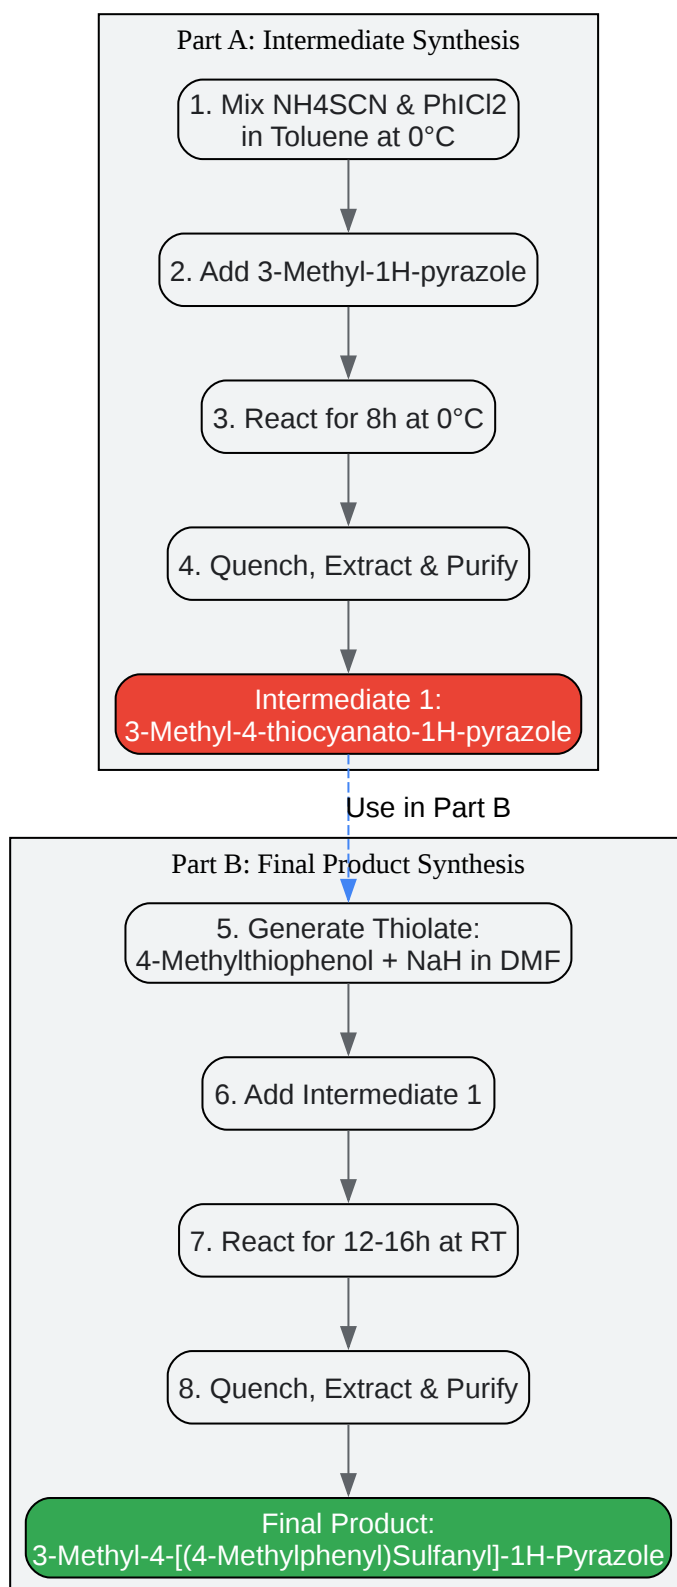 Part A: Intermediate Synthesis
1. Mix NH4SCN & PhICl2
in Toluene at 0°C
2. Add 3-Methyl-1H-pyrazole
3. React for 8h at 0°C
4. Quench, Extract & Purify
Intermediate 1:
3-Methyl-4-thiocyanato-1H-pyrazole
Use in Part B
Part B: Final Product Synthesis
5. Generate Thiolate:
4-Methylthiophenol + NaH in DMF
6. Add Intermediate 1
7. React for 12-16h at RT
8. Quench, Extract & Purify
Final Product:
3-Methyl-4-[(4-Methylphenyl)Sulfanyl]-1H-Pyrazole